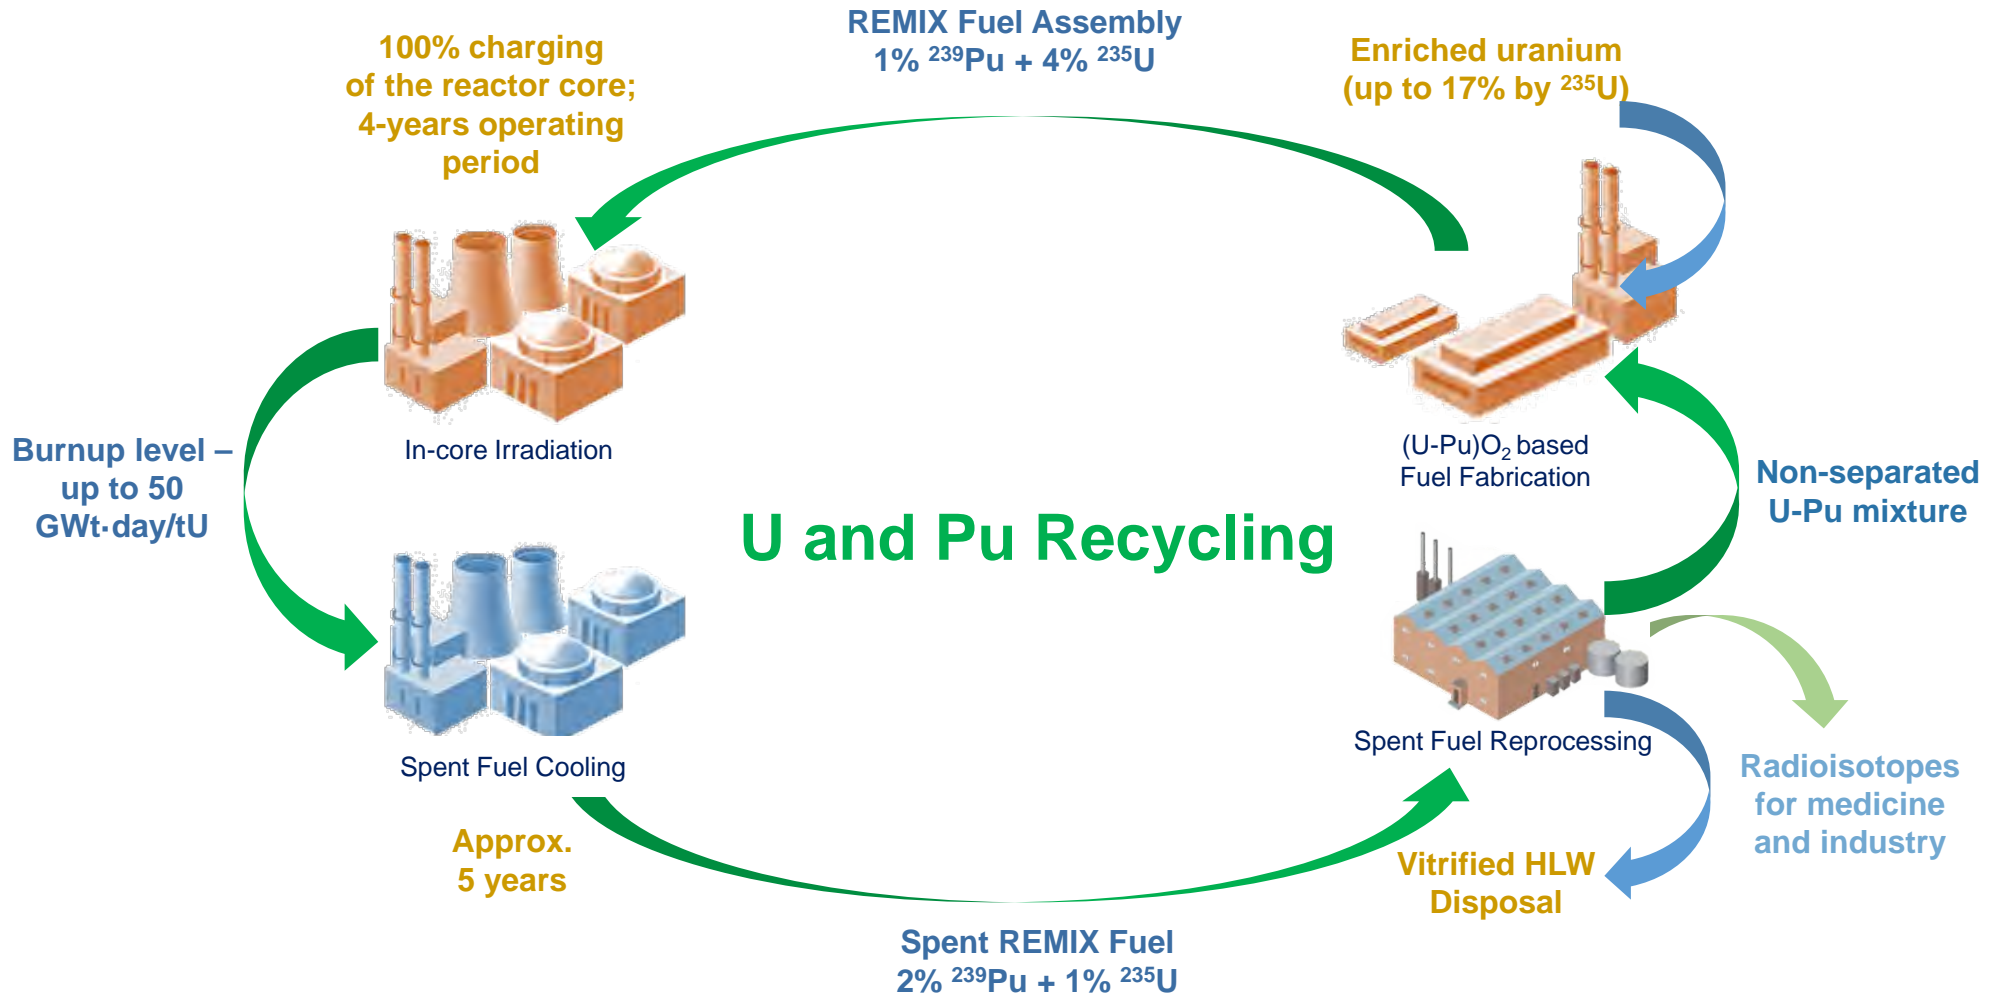 REMIX Fuel Assembly
1% ²³⁹Pu + 4% ²³⁵U
100% charging
of the reactor core;
4-years operating
period
Enriched uranium
(up to 17% by ²³⁵U)
In-core Irradiation
(U-Pu)O₂ based
Fuel Fabrication
Burnup level –
up to 50
GWt·day/tU
Non-separated
U-Pu mixture
U and Pu Recycling
Spent Fuel Cooling
Spent Fuel Reprocessing
Approx.
5 years
Radioisotopes
for medicine
and industry
Vitrified HLW
Disposal
Spent REMIX Fuel
2% ²³⁹Pu + 1% ²³⁵U